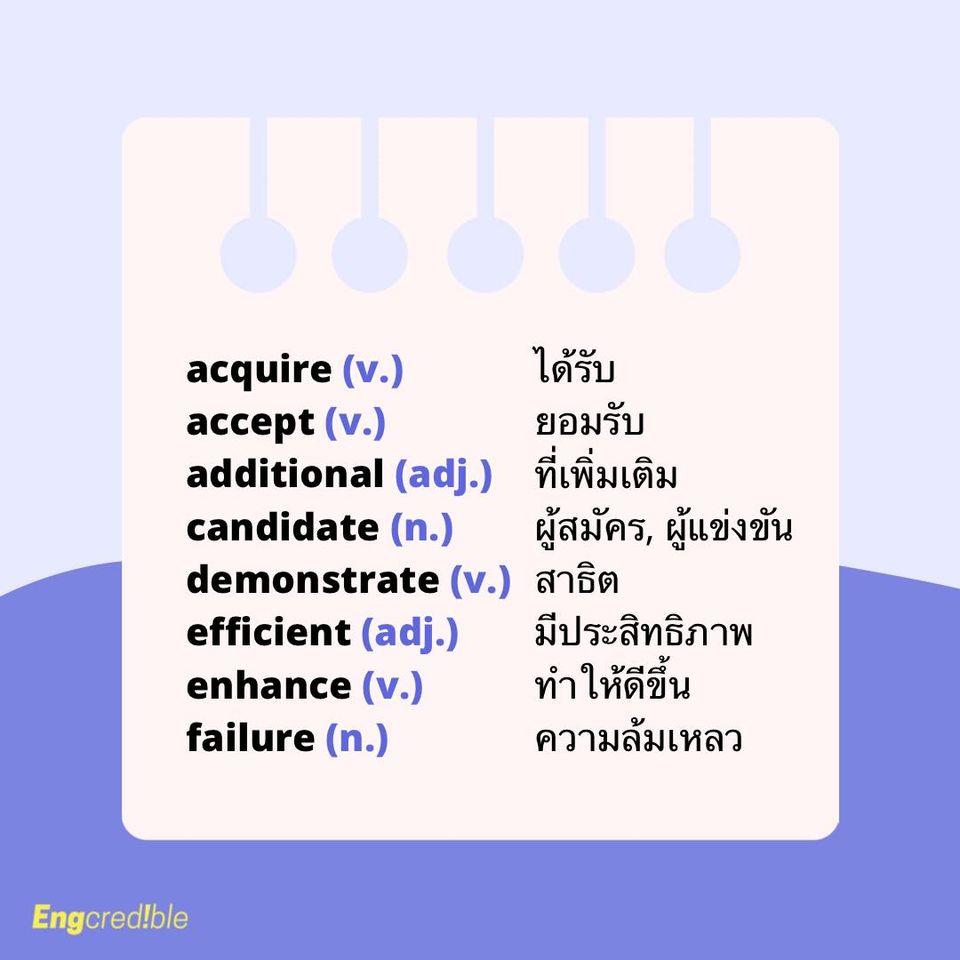 acquire (v.) ได้รับ
accept (v.) ยอมรับ
additional (adj.) ที่เพิ่มเติม
candidate (n.) ผู้สมัคร, ผู้แข่งขัน
demonstrate (v.) สาธิต
efficient (adj.) มีประสิทธิภาพ
enhance (v.) ทำให้ดีขึ้น
failure (n.) ความล้มเหลว
Engcred!ble